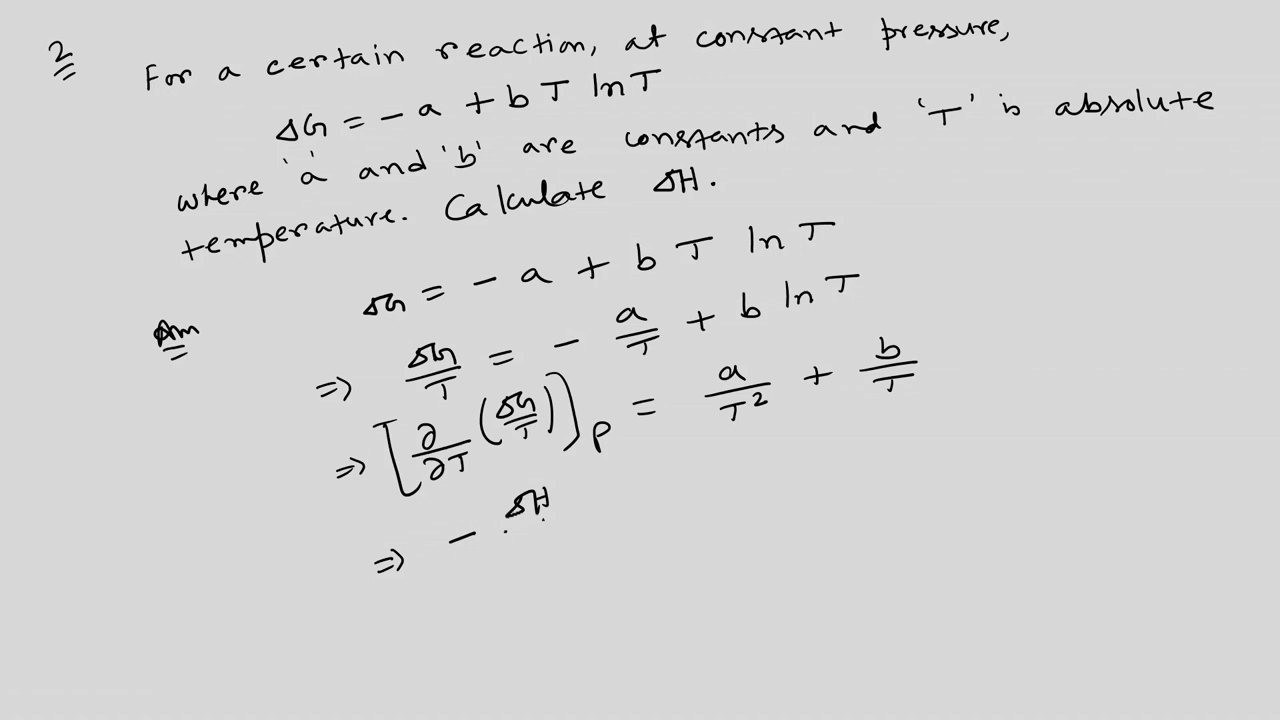 2
For a certain reaction, at constant pressure,
ΔG = - a + b T ln T
where 'a' and 'b' are constants and 'T' is absolute
temperature. Calculate ΔH.
Ans
ΔG = - a + b T ln T
=> ΔG/T = - a/T + b ln T
=> [∂/∂T (ΔG/T)]_P = a/T² + b/T
=> - ΔH